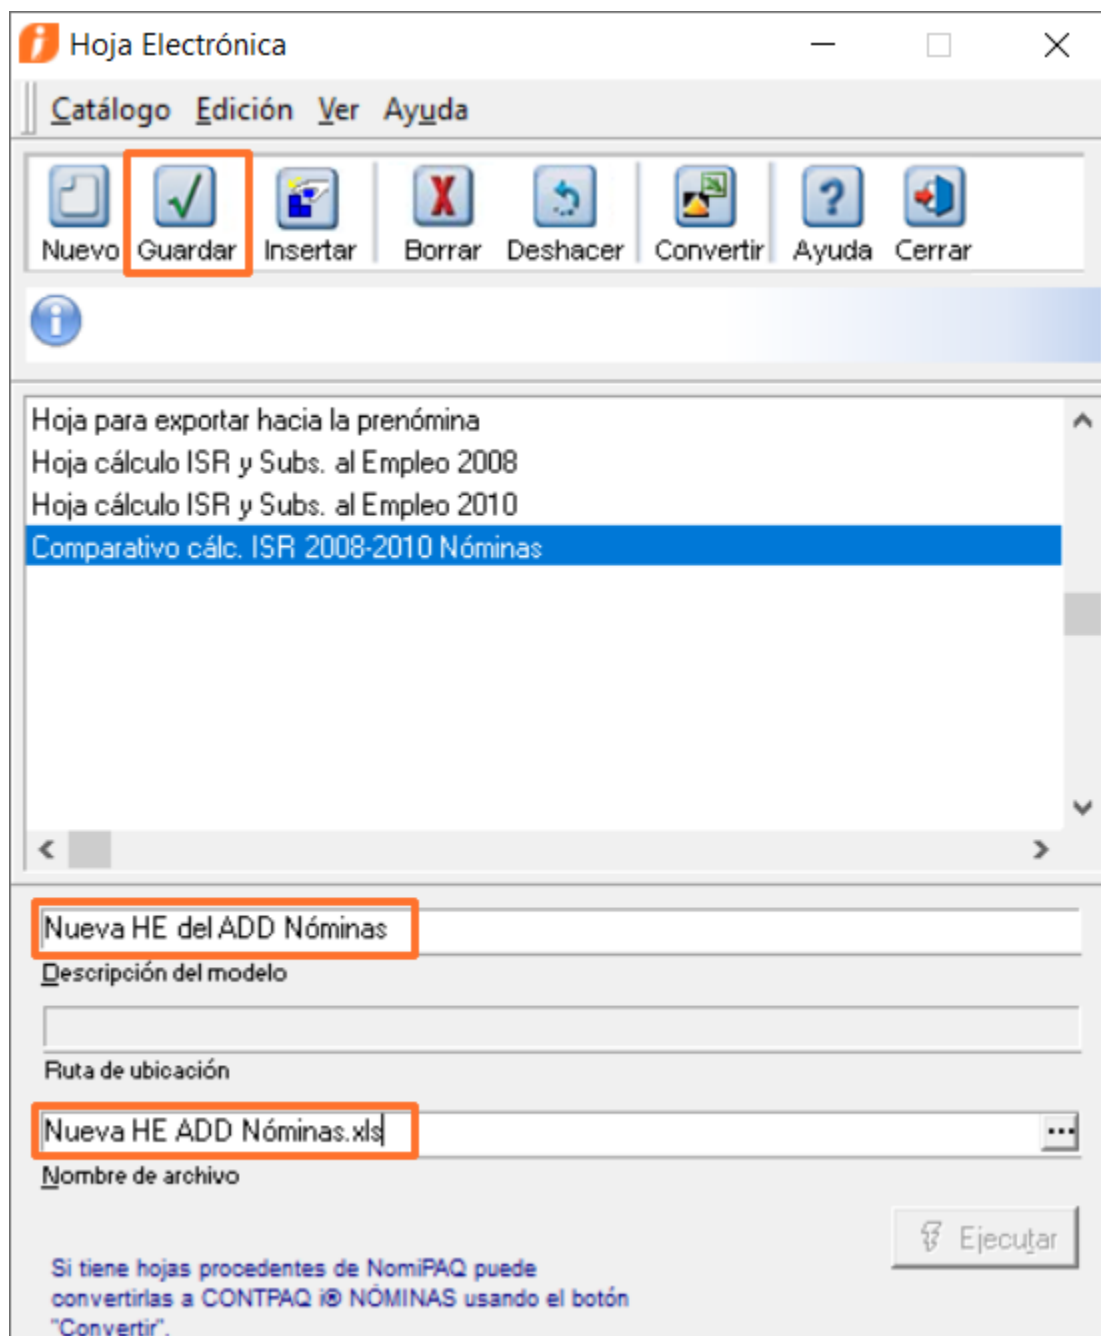 Hoja Electrónica
Catálogo Edición Ver Ayuda
Nuevo Guardar Insertar Borrar Deshacer Convertir Ayuda Cerrar
Hoja para exportar hacia la prenómina
Hoja cálculo ISR y Subs. al Empleo 2008
Hoja cálculo ISR y Subs. al Empleo 2010
Comparativo cálc. ISR 2008-2010 Nóminas
Nueva HE del ADD Nóminas
Descripción del modelo
Ruta de ubicación
Nueva HE ADD Nóminas.xls
Nombre de archivo
Ejecutar
Si tiene hojas procedentes de NomiPAQ puede
convertirlas a CONTPAQ i® NÓMINAS usando el botón
"Convertir".